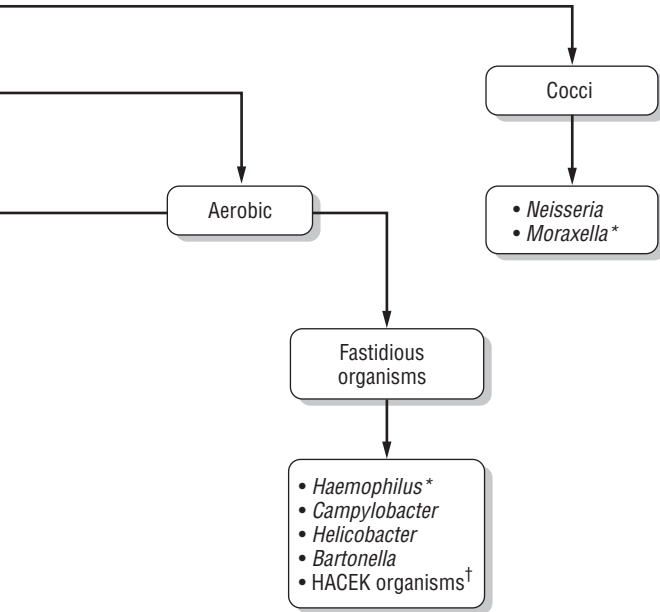 Cocci
• Neisseria
• Moraxella*
Aerobic
Fastidious
organisms
• Haemophilus*
• Campylobacter
• Helicobacter
• Bartonella
• HACEK organisms†